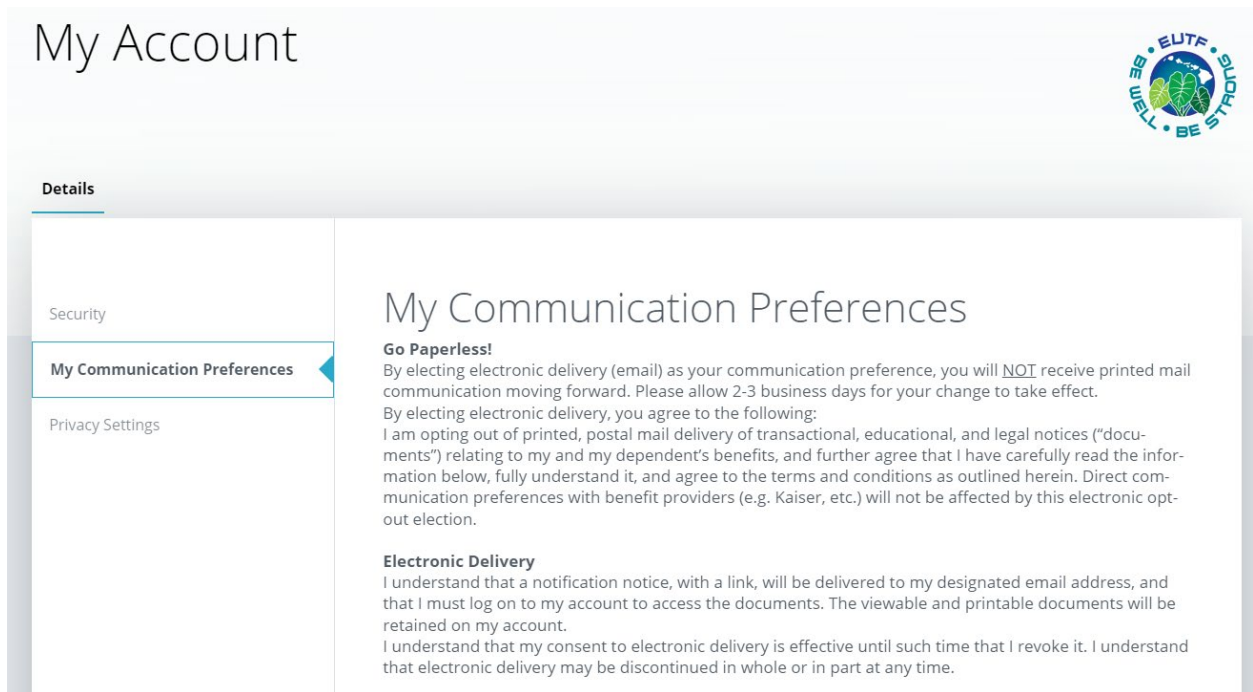 My Account
EUTF • BE WELL • BE STRONG
Details
Security
My Communication Preferences
Privacy Settings
My Communication Preferences
Go Paperless!
By electing electronic delivery (email) as your communication preference, you will NOT receive printed mail
communication moving forward. Please allow 2-3 business days for your change to take effect.
By electing electronic delivery, you agree to the following:
I am opting out of printed, postal mail delivery of transactional, educational, and legal notices (“docu-
ments”) relating to my and my dependent’s benefits, and further agree that I have carefully read the infor-
mation below, fully understand it, and agree to the terms and conditions as outlined herein. Direct com-
munication preferences with benefit providers (e.g. Kaiser, etc.) will not be affected by this electronic opt-
out election.
Electronic Delivery
I understand that a notification notice, with a link, will be delivered to my designated email address, and
that I must log on to my account to access the documents. The viewable and printable documents will be
retained on my account.
I understand that my consent to electronic delivery is effective until such time that I revoke it. I understand
that electronic delivery may be discontinued in whole or in part at any time.